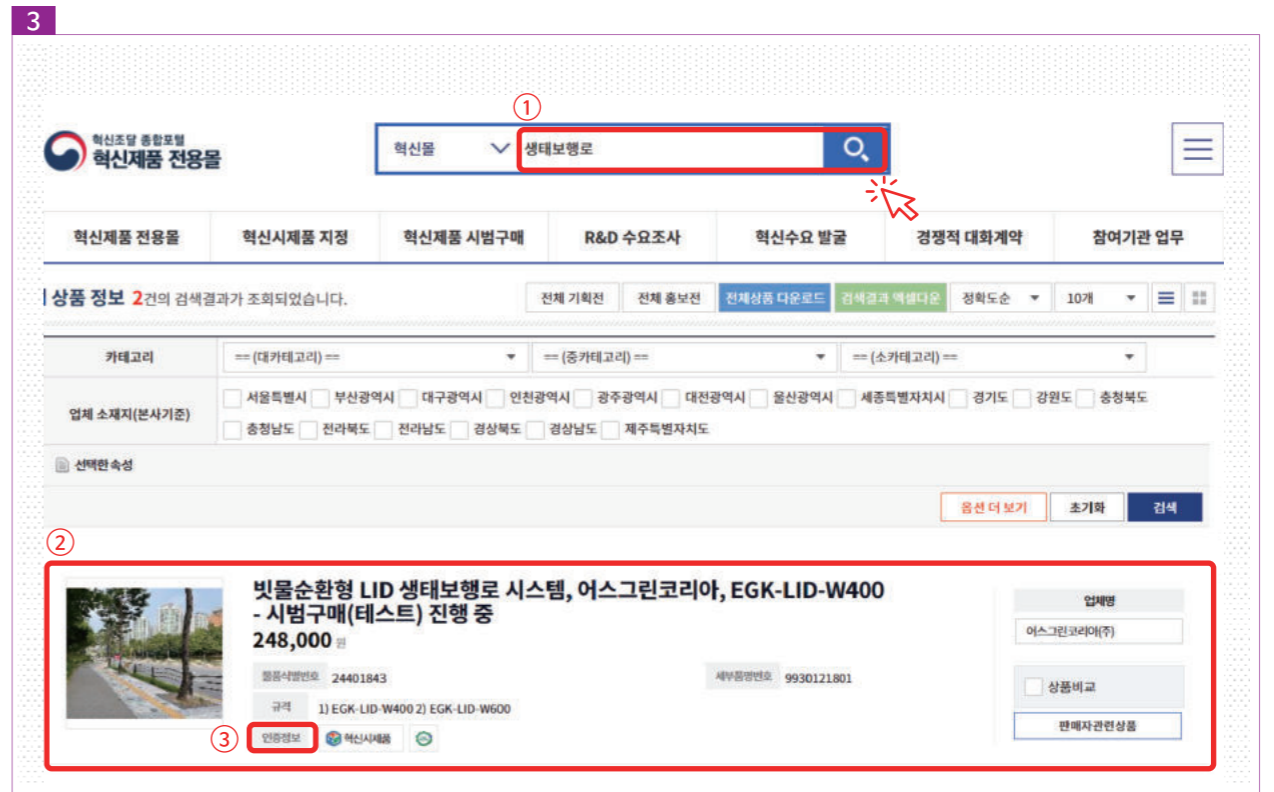 3
①
혁신조달 종합포털
혁신제품 전용몰
혁신몰
생태보행로
혁신제품 전용몰 혁신시제품 지정 혁신제품 시범구매 R&D 수요조사 혁신수요 발굴 경쟁적 대화계약 참여기관 업무
상품 정보 2건의 검색결과가 조회되었습니다.
전체 기획전 전체 홍보전 전체상품 다운로드 검색결과 엑셀다운 정확도순 10개
카테고리 == (대카테고리) == == (중카테고리) == == (소카테고리) ==
업체 소재지(본사기준)
서울특별시 부산광역시 대구광역시 인천광역시 광주광역시 대전광역시 울산광역시 세종특별자치시 경기도 강원도 충청북도
충청남도 전라북도 전라남도 경상북도 경상남도 제주특별자치도
선택한 속성
옵션 더 보기 초기화 검색
②
빗물순환형 LID 생태보행로 시스템, 어스그린코리아, EGK-LID-W400
- 시범구매(테스트) 진행 중
248,000 원
물품식별번호 24401843 세부품명번호 9930121801
규격 1) EGK-LID-W400 2) EGK-LID-W600
③ 인증정보 혁신시제품
업체명
어스그린코리아(주)
상품비교
판매자관련상품